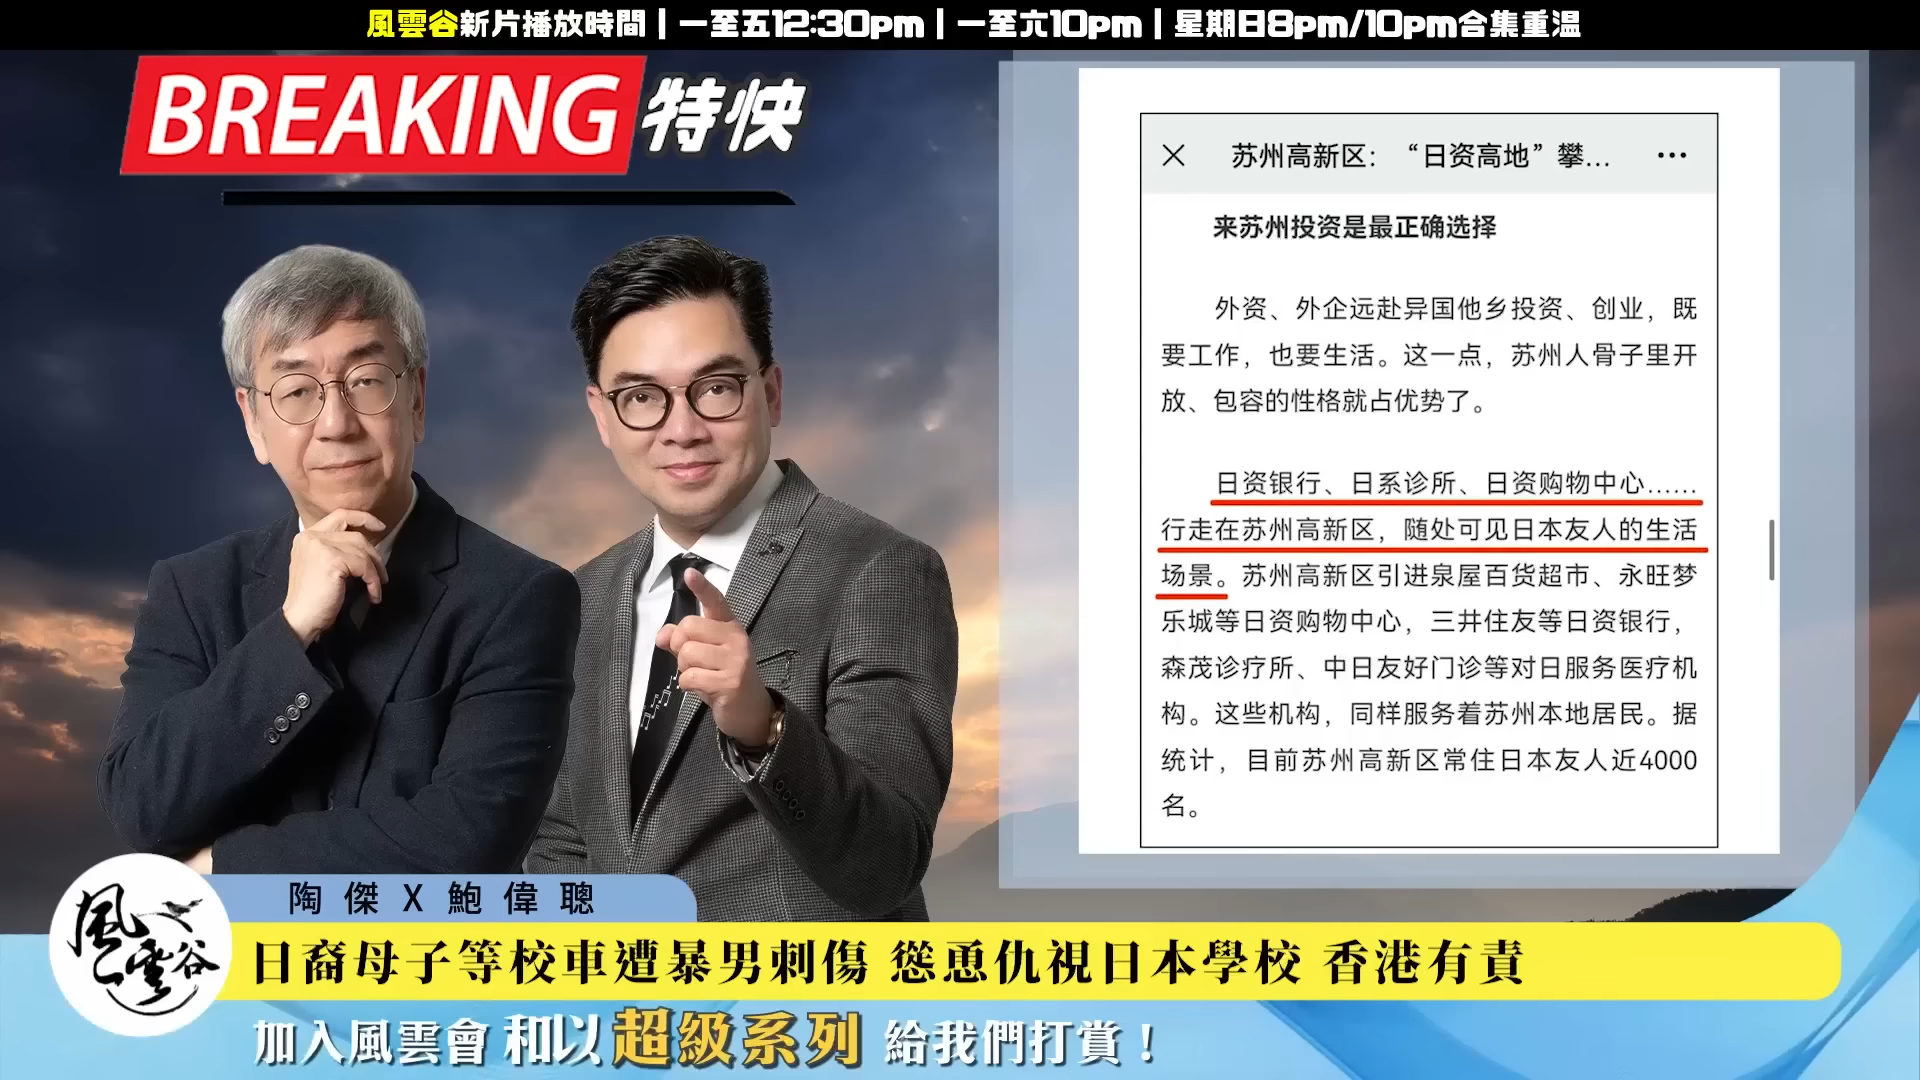 風雲谷新片播放時間 | 一至五12:30pm | 一至六10pm | 星期日8pm/10pm合集重溫
BREAKING 特快
苏州高新区：“日资高地”攀...
来苏州投资是最正确选择
外资、外企远赴异国他乡投资、创业，既
要工作，也要生活。这一点，苏州人骨子里开
放、包容的性格就占优势了。
日资银行、日系诊所、日资购物中心……
行走在苏州高新区，随处可见日本友人的生活
场景。苏州高新区引进泉屋百货超市、永旺梦
乐城等日资购物中心，三井住友等日资银行，
森茂诊疗所、中日友好门诊等对日服务医疗机
构。这些机构，同样服务着苏州本地居民。据
统计，目前苏州高新区常住日本友人近4000
名。
陶傑X鮑偉聰
風雲谷
日裔母子等校車遭暴男刺傷 慫恿仇視日本學校 香港有責
加入風雲會 和以超級系列 給我們打賞！